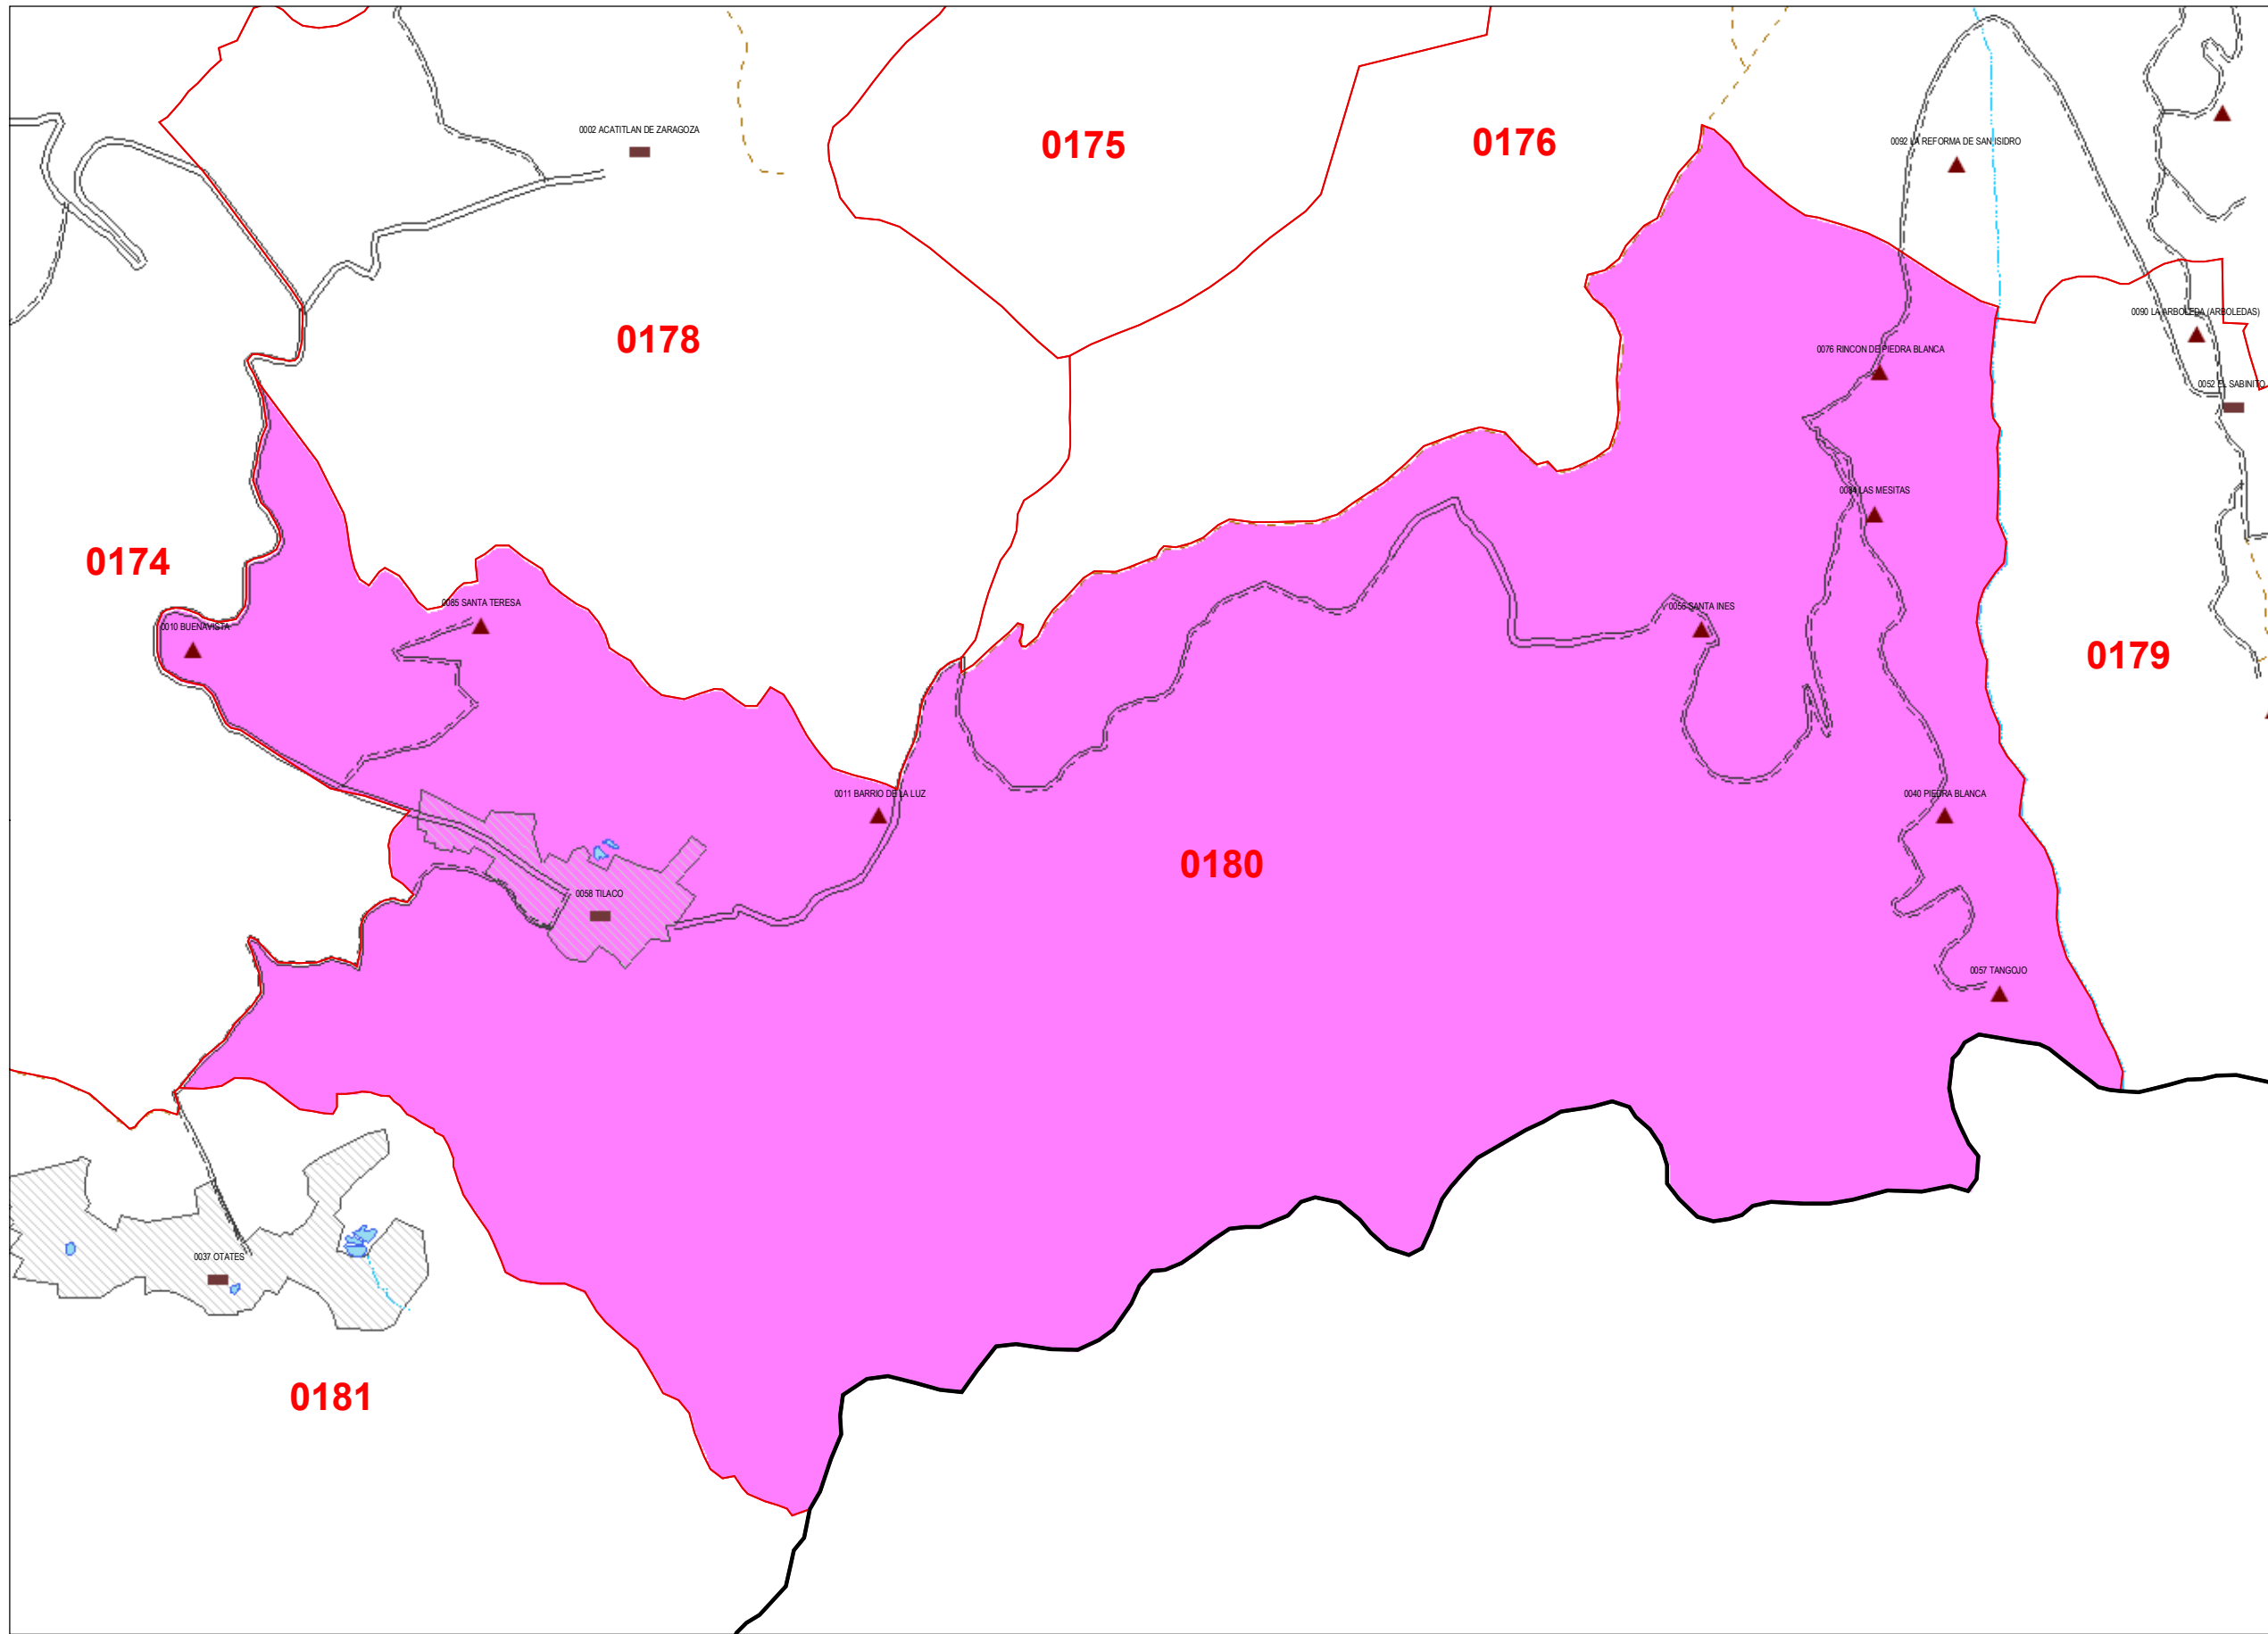 0002 ACATITLAN DE ZARAGOZA
0175
0176
0092 LA REFORMA DE SAN ISIDRO
0178
0090 LA ARBOLEDA (ARBOLEDAS)
0076 RINCON DE PIEDRA BLANCA
0052 EL SABINITO
0084 LAS MESITAS
0174
0085 SANTA TERESA
0056 SANTA INES
0010 BUENAVISTA
0179
0011 BARRIO DE LA LUZ
0040 PIEDRA BLANCA
0180
0058 TILACO
0057 TANGOJO
0037 OTATES
0181